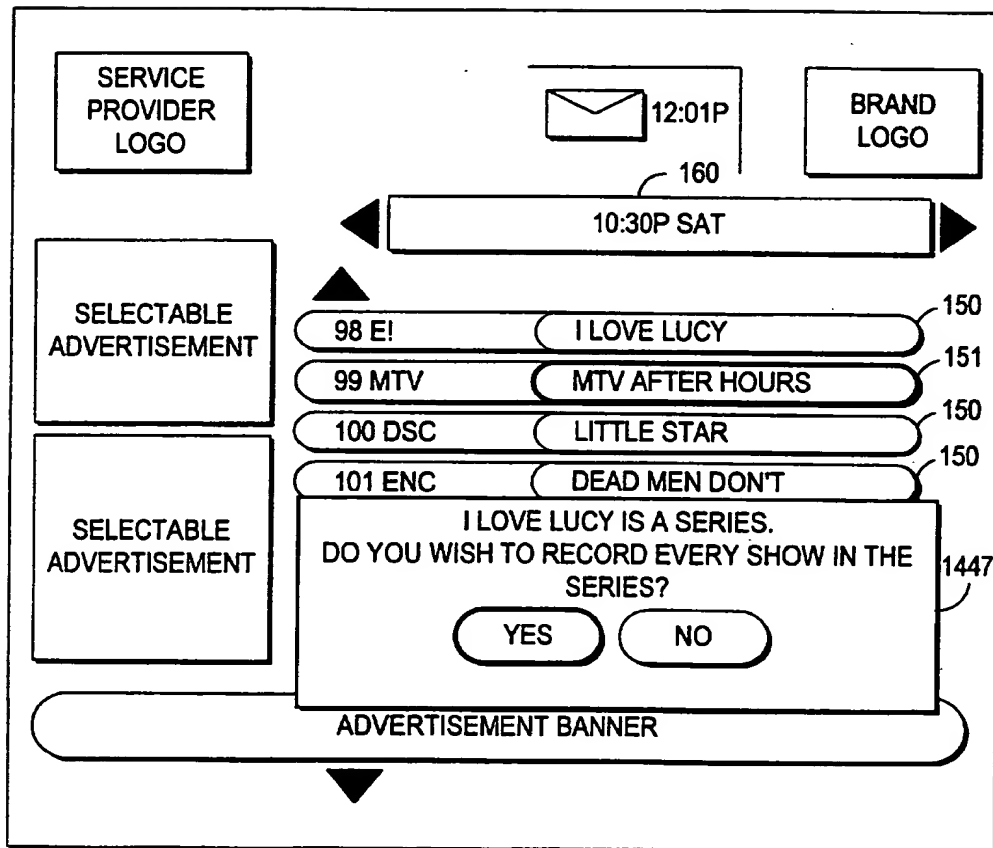 SERVICE
PROVIDER
LOGO
12:01P
BRAND
LOGO
160
10:30P SAT
SELECTABLE
ADVERTISEMENT
98 E! I LOVE LUCY 150
99 MTV MTV AFTER HOURS 151
100 DSC LITTLE STAR 150
101 ENC DEAD MEN DON'T 150
SELECTABLE
ADVERTISEMENT
I LOVE LUCY IS A SERIES.
DO YOU WISH TO RECORD EVERY SHOW IN THE
SERIES?
1447
YES NO
ADVERTISEMENT BANNER